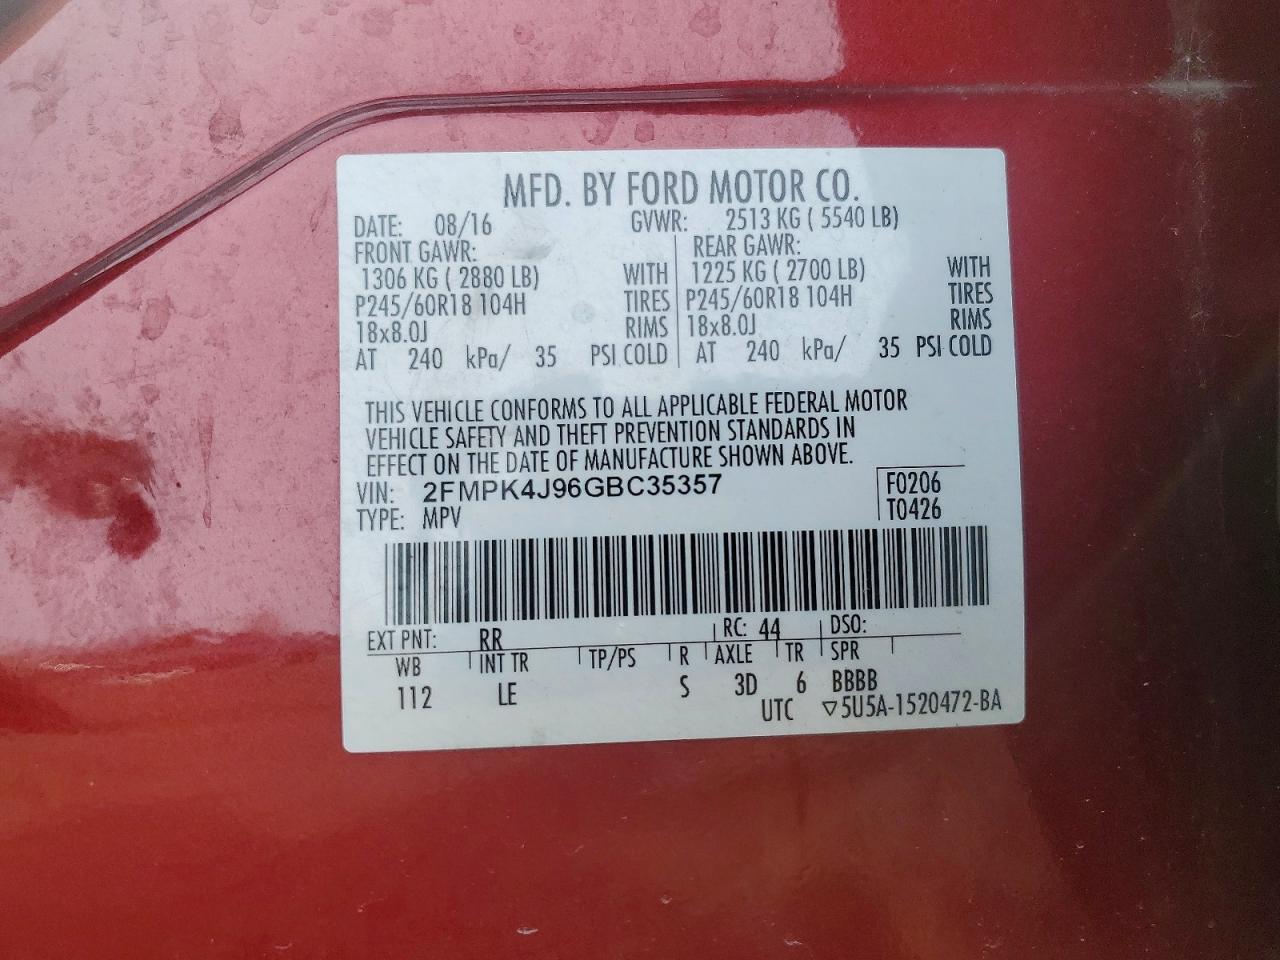 MFD. BY FORD MOTOR CO.
DATE: 08/16 GVWR: 2513 KG ( 5540 LB)
FRONT GAWR: REAR GAWR:
1306 KG ( 2880 LB) WITH 1225 KG ( 2700 LB) WITH
P245/60R18 104H TIRES P245/60R18 104H TIRES
18x8.0J RIMS 18x8.0J RIMS
AT 240 kPa/ 35 PSI COLD AT 240 kPa/ 35 PSI COLD
THIS VEHICLE CONFORMS TO ALL APPLICABLE FEDERAL MOTOR
VEHICLE SAFETY AND THEFT PREVENTION STANDARDS IN
EFFECT ON THE DATE OF MANUFACTURE SHOWN ABOVE.
VIN: 2FMPK4J96GBC35357 F0206
TYPE: MPV T0426
EXT PNT: RR RC: 44 DSO:
WB INT TR TP/PS R AXLE TR SPR
112 LE S 3D 6 BBBB
UTC ▽5U5A-1520472-BA